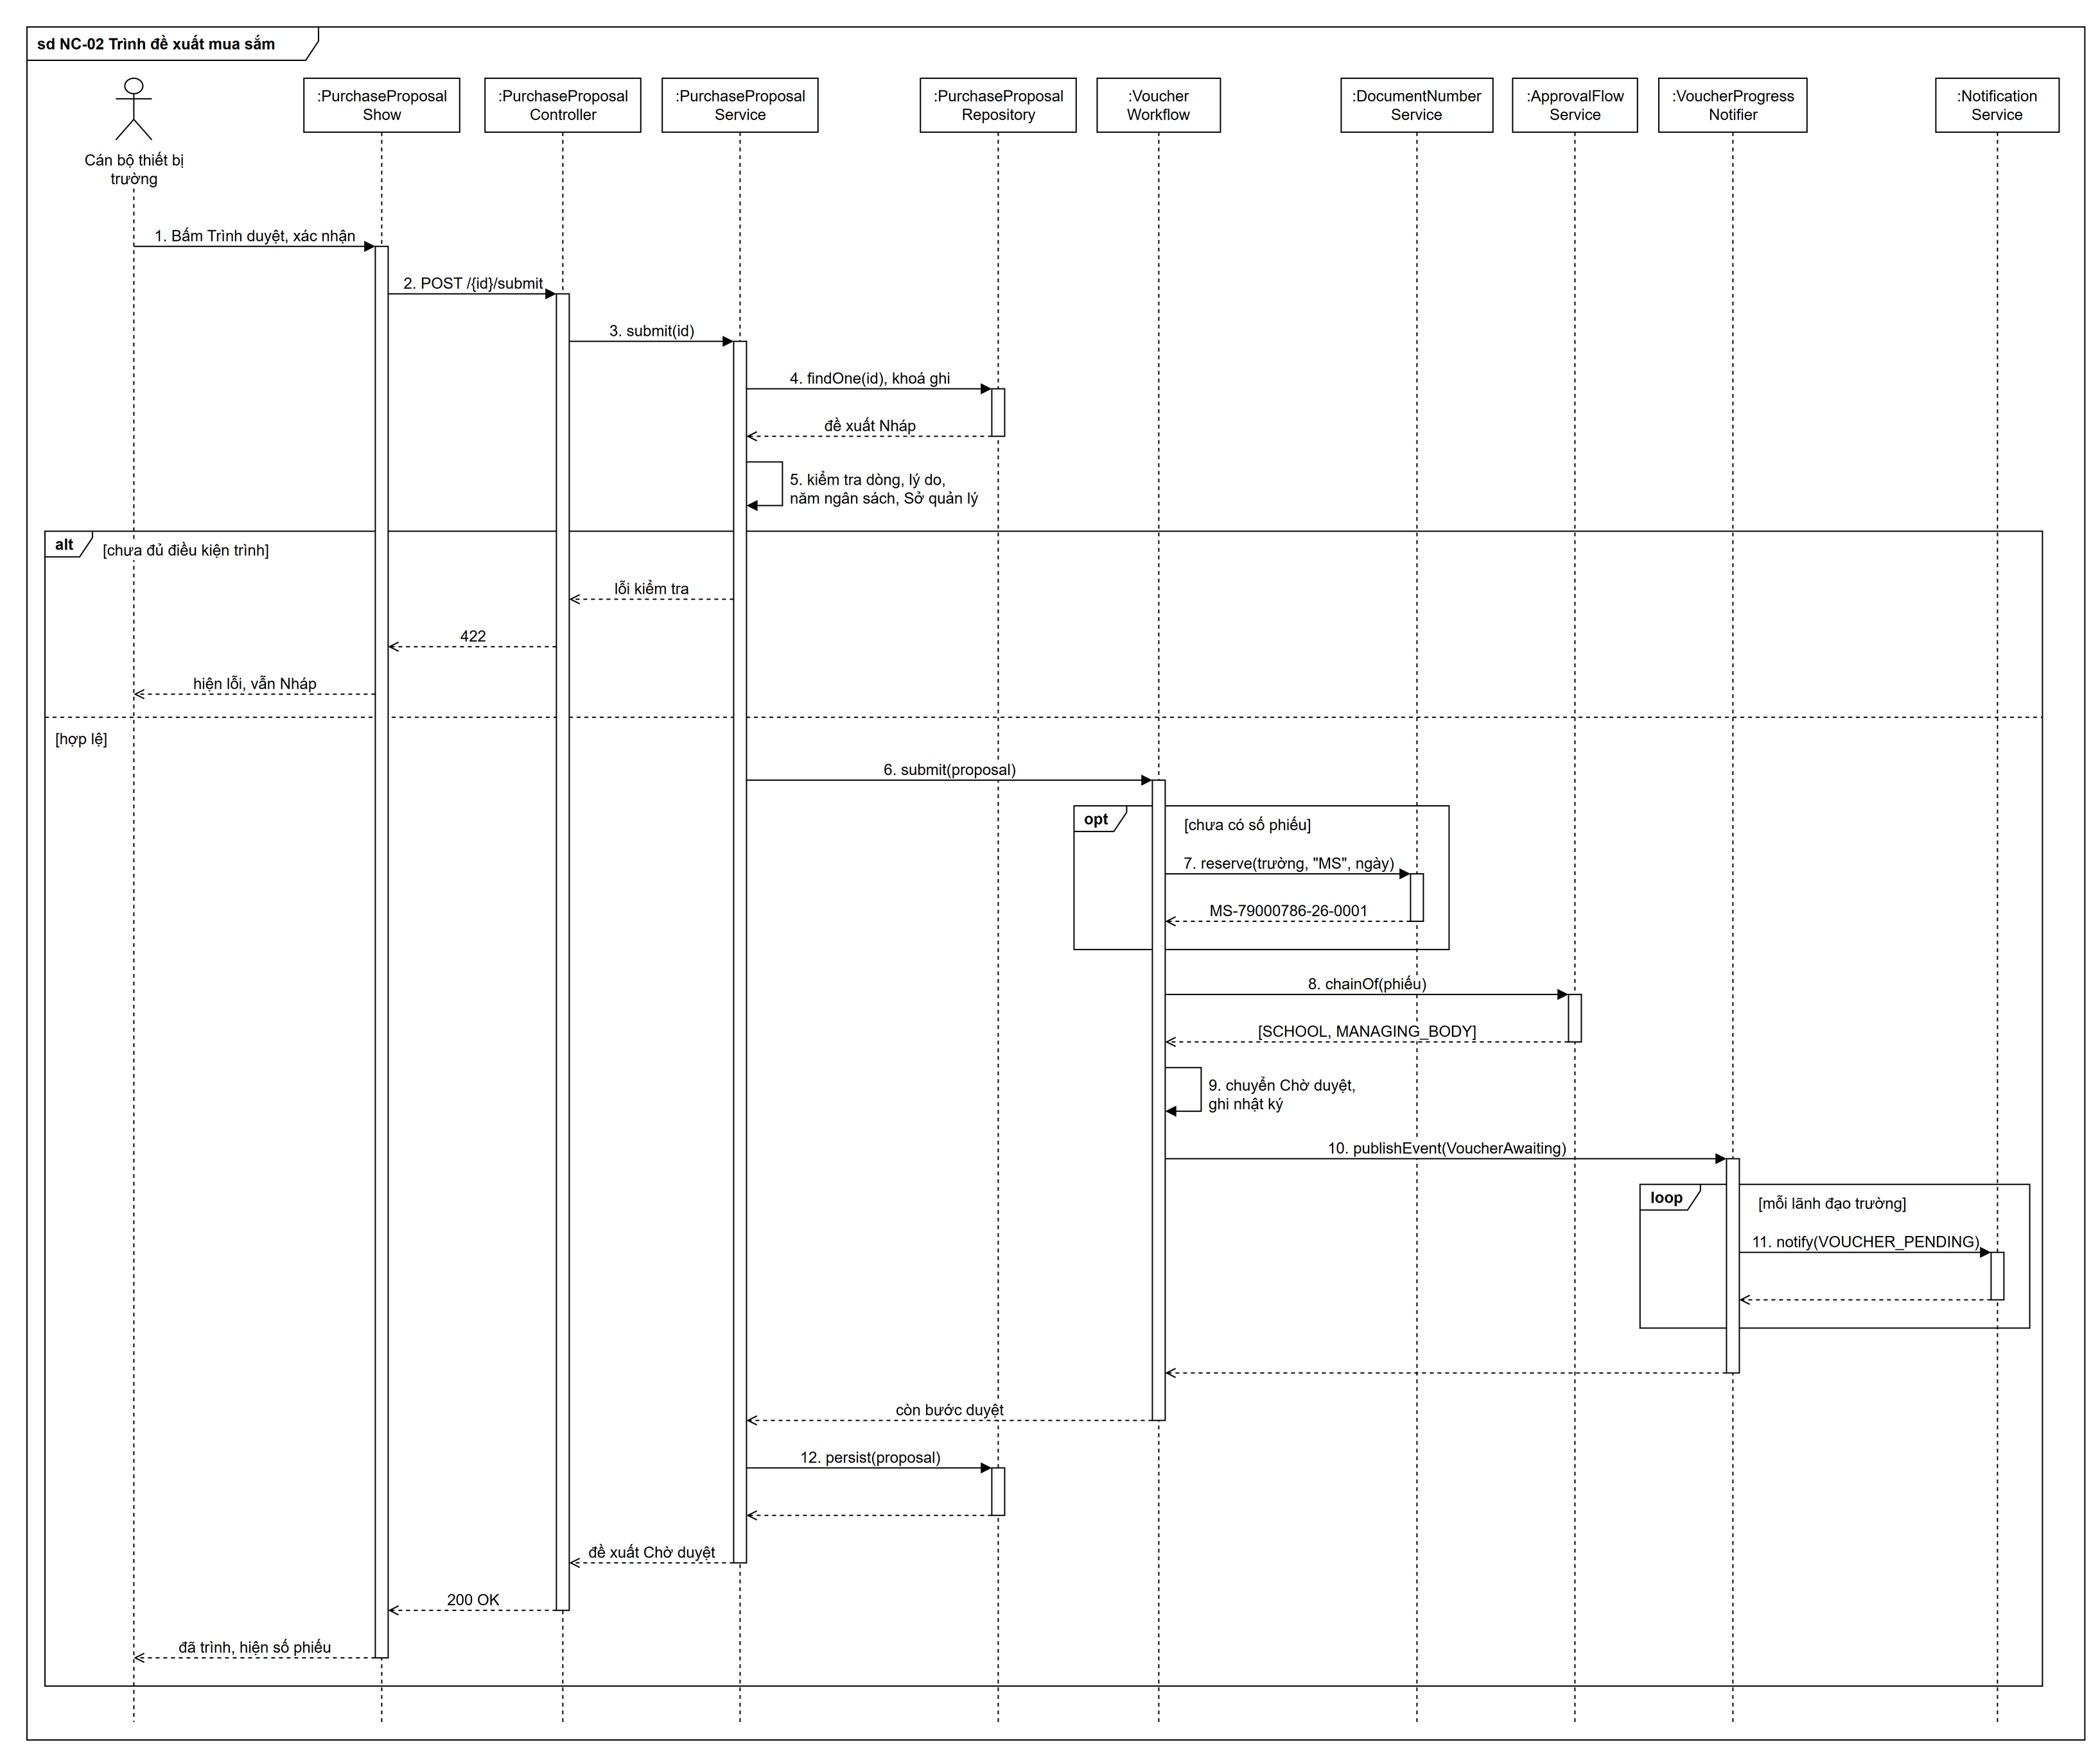 sd NC-02 Trình đề xuất mua sắm
:PurchaseProposal
Show
:PurchaseProposal
Controller
:PurchaseProposal
Service
:PurchaseProposal
Repository
:Voucher
Workflow
:DocumentNumber
Service
:ApprovalFlow
Service
:VoucherProgress
Notifier
:Notification
Service
Cán bộ thiết bị
trường
1. Bấm Trình duyệt, xác nhận
2. POST /{id}/submit
3. submit(id)
4. findOne(id), khoá ghi
đề xuất Nháp
5. kiểm tra dòng, lý do,
năm ngân sách, Sở quản lý
alt
[chưa đủ điều kiện trình]
lỗi kiểm tra
422
hiện lỗi, vẫn Nháp
[hợp lệ]
6. submit(proposal)
opt
[chưa có số phiếu]
7. reserve(trường, "MS", ngày)
MS-79000786-26-0001
8. chainOf(phiếu)
[SCHOOL, MANAGING_BODY]
9. chuyển Chờ duyệt,
ghi nhật ký
10. publishEvent(VoucherAwaiting)
loop
[mỗi lãnh đạo trường]
11. notify(VOUCHER_PENDING)
còn bước duyệt
12. persist(proposal)
đề xuất Chờ duyệt
200 OK
đã trình, hiện số phiếu